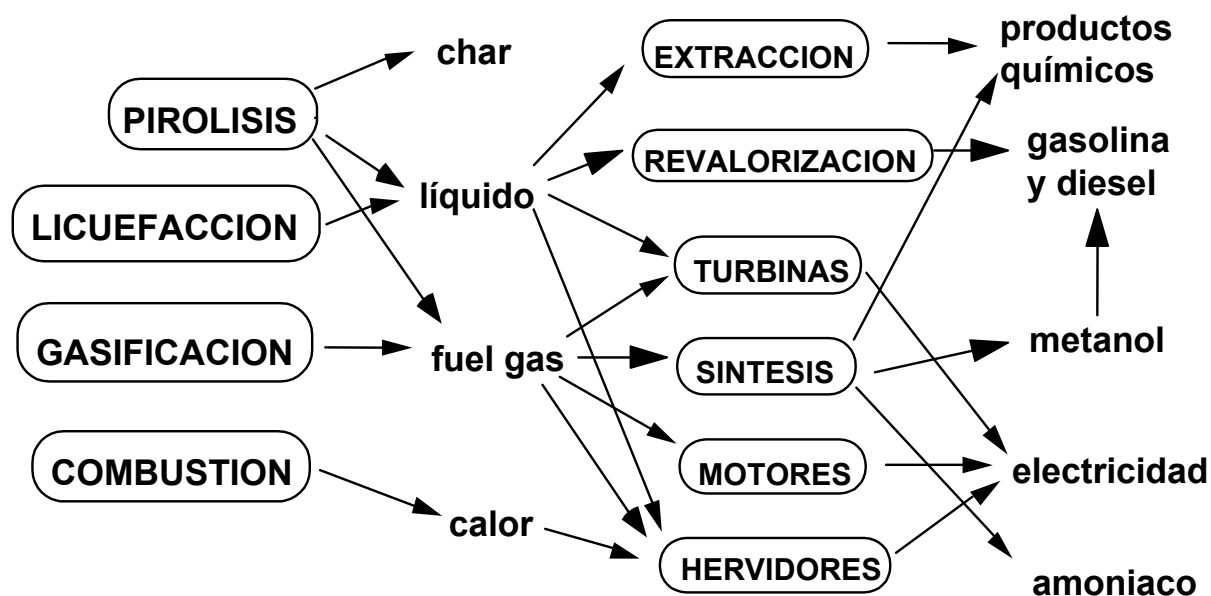 PIROLISIS
LICUEFACCION
GASIFICACION
COMBUSTION
char
líquido
fuel gas
calor
EXTRACCION
REVALORIZACION
TURBINAS
SINTESIS
MOTORES
HERVIDORES
productos
químicos
gasolina
y diesel
metanol
electricidad
amoniaco